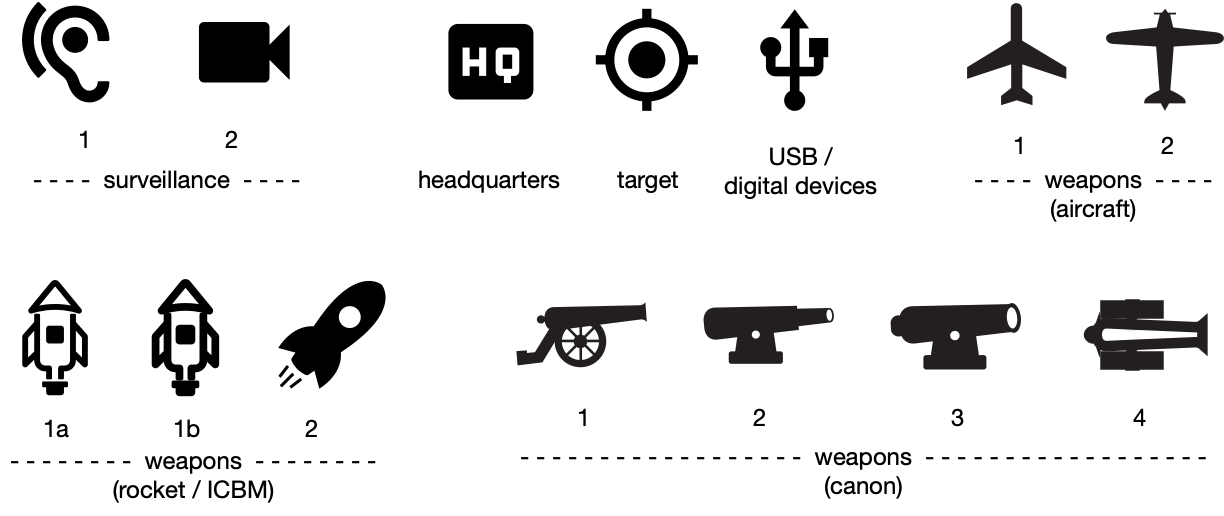 HQ
1 2
- - - - surveillance - - - -
headquarters
target
USB /
digital devices
1 2
- - - - weapons - - - -
(aircraft)
1a 1b 2
- - - - - - - - weapons - - - - - - - -
(rocket / ICBM)
1 2 3 4
- - - - - - - - - - - - - - - - - - - weapons - - - - - - - - - - - - - - - - - - -
(canon)